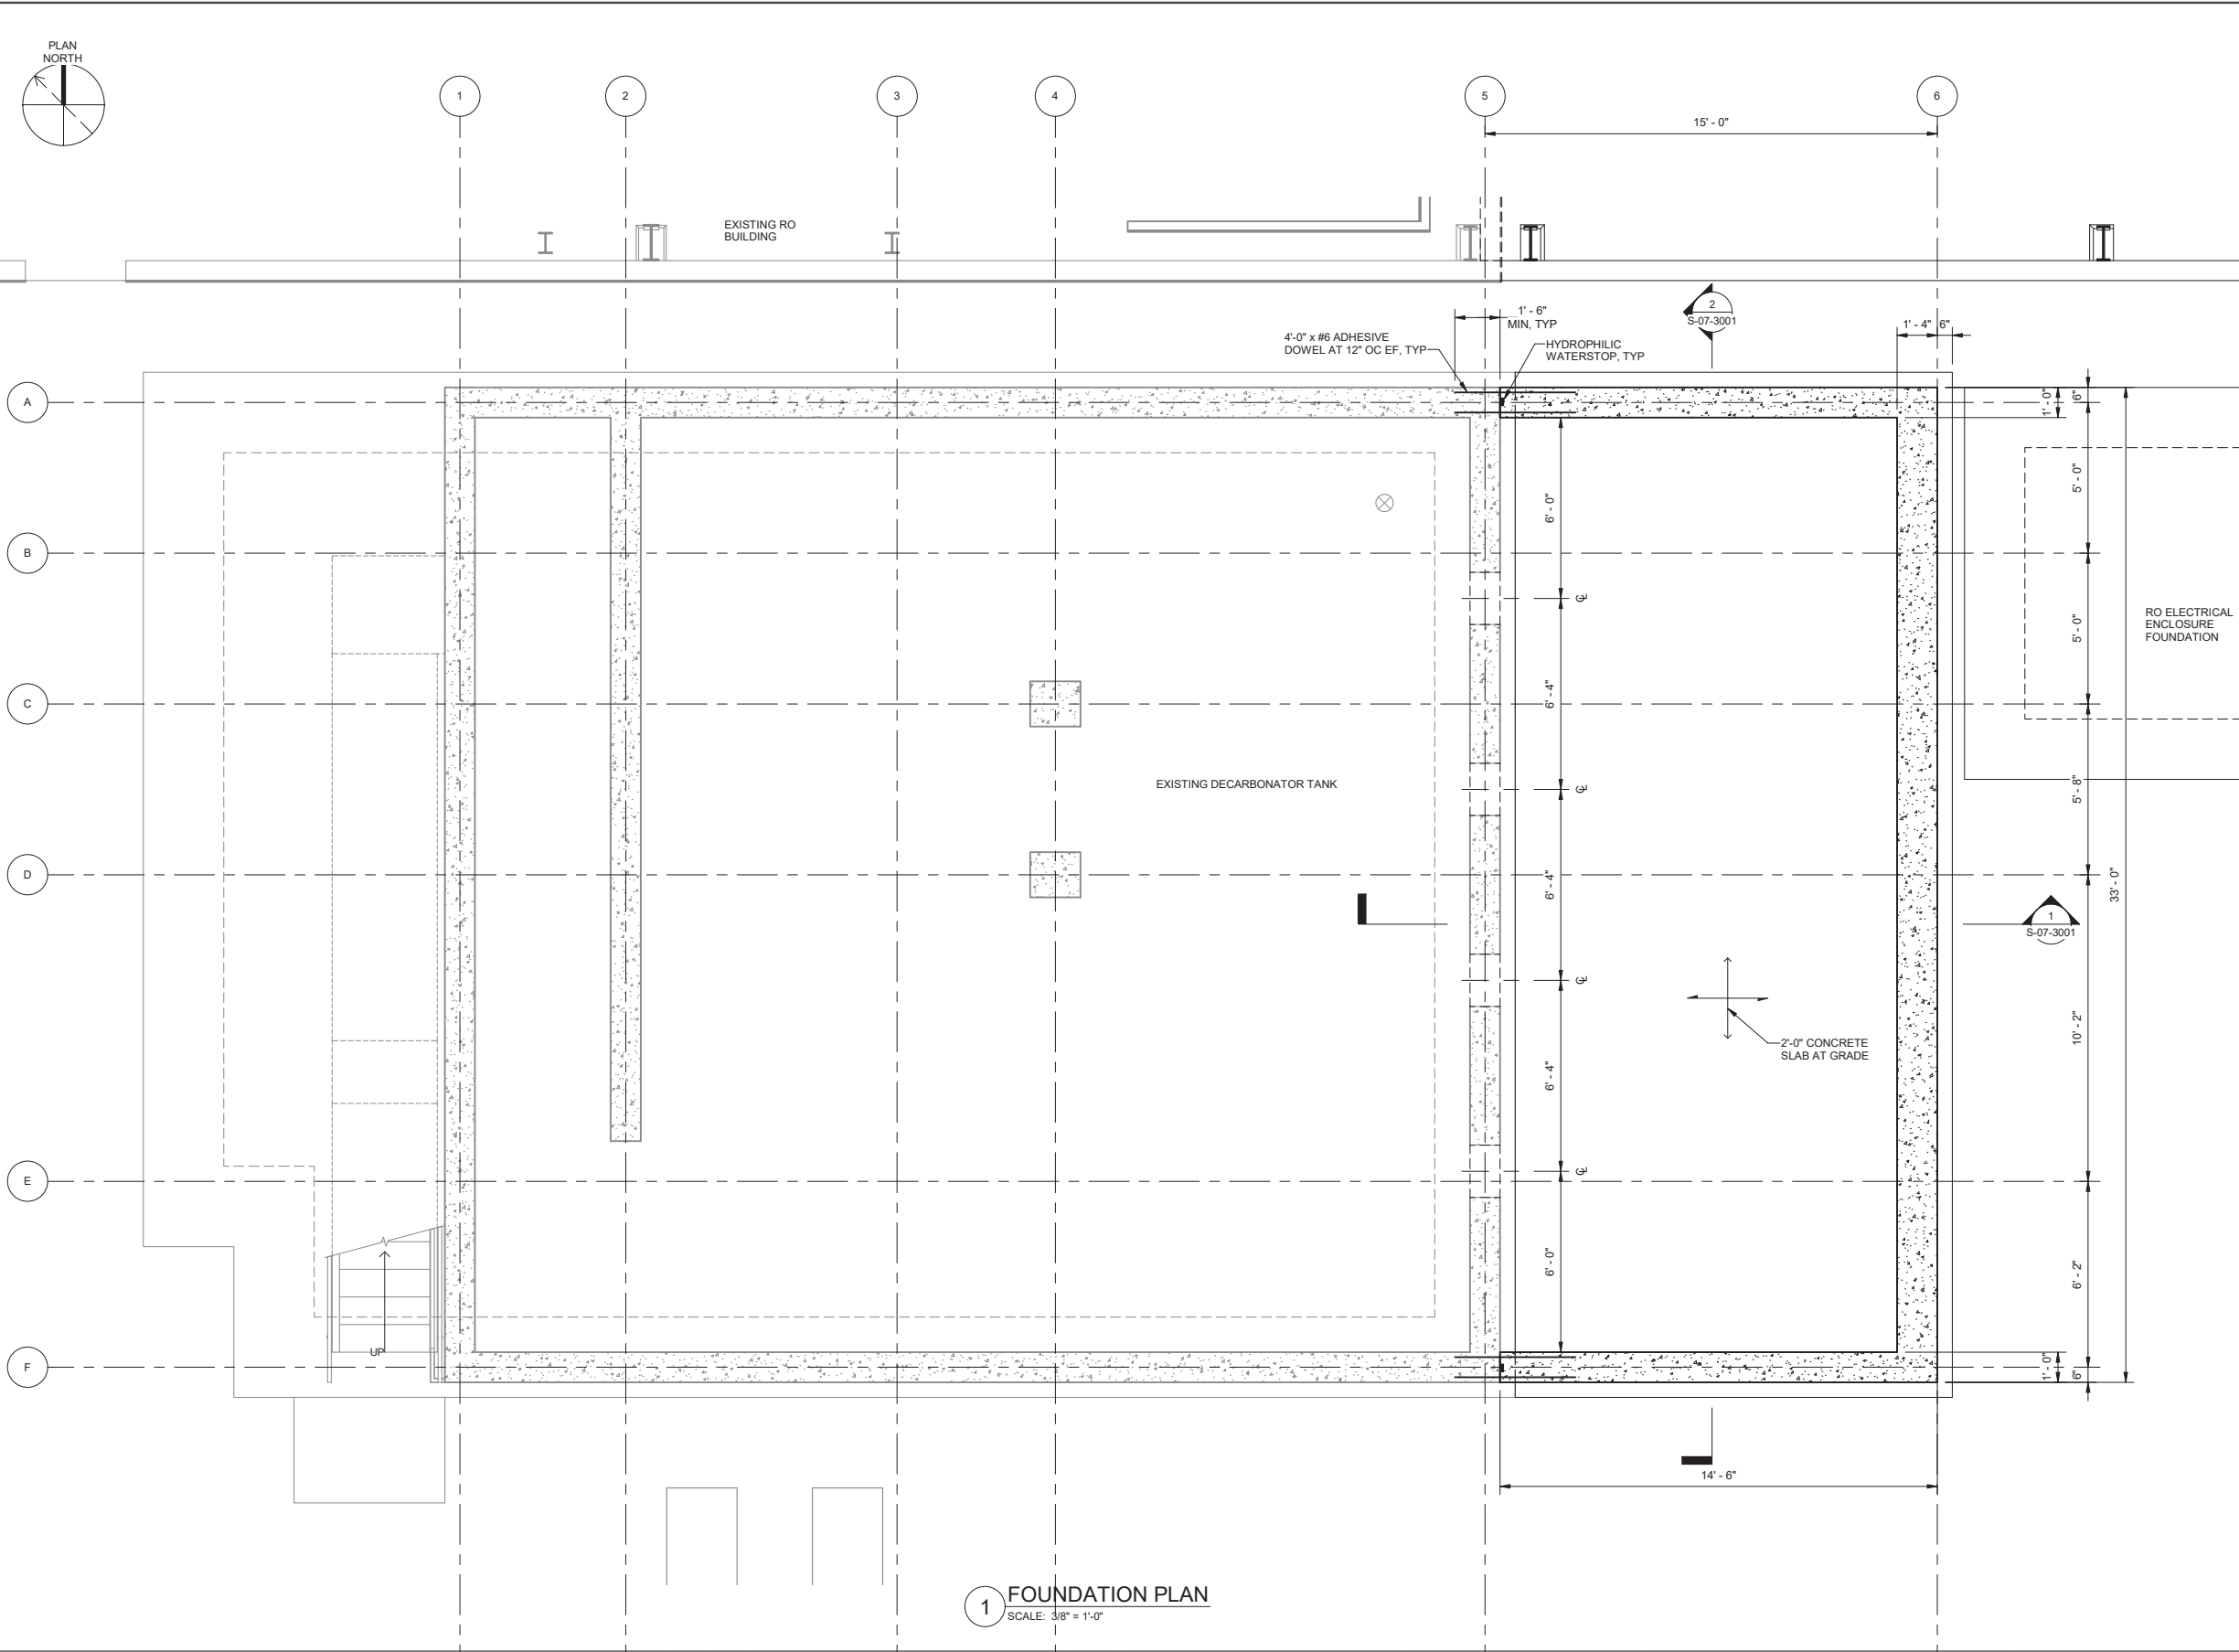 PLAN
NORTH
1
2
3
4
5
6
15' - 0"
EXISTING RO
BUILDING
2
S-07-3001
1' - 6"
MIN, TYP
1' - 4"
6"
4'-0" x #6 ADHESIVE
DOWEL AT 12" OC EF, TYP
HYDROPHILIC
WATERSTOP, TYP
A
1' - 0"
6"
5' - 0"
6' - 0"
B
℄
5' - 0"
RO ELECTRICAL
ENCLOSURE
FOUNDATION
6' - 4"
C
EXISTING DECARBONATOR TANK
℄
5' - 8"
6' - 4"
D
33' - 0"
1
S-07-3001
℄
10' - 2"
2'-0" CONCRETE
SLAB AT GRADE
6' - 4"
℄
E
6' - 0"
6' - 2"
UP
F
1' - 0"
6"
14' - 6"
1
FOUNDATION PLAN
SCALE: 3/8" = 1'-0"